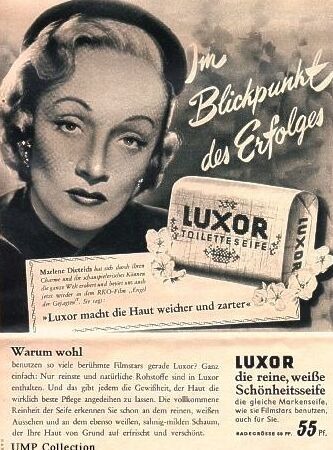 Im
Blickpunkt
des Erfolges
LUXOR
TOILETTESEIFE
LUXOR
Marlene Dietrich hat sich durch ihren
Charme und ihr schauspielerisches Können
die ganze Welt erobert und betört uns auch
jetzt wieder in dem RKO-Film „Engel
der Gejagten“. Sie sagt:
»Luxor macht die Haut weicher und zarter«
Warum wohl
benutzen so viele berühmte Filmstars gerade Luxor? Ganz
einfach: Nur reinste und natürliche Rohstoffe sind in Luxor
enthalten. Und das gibt jedem die Gewißheit, der Haut die
wirklich beste Pflege angedeihen zu lassen. Die vollkommene
Reinheit der Seife erkennen Sie schon an dem reinen, weißen
Aussehen und an dem ebenso weißen, sahnig-milden Schaum,
der Ihre Haut von Grund auf erfrischt und verschönt.
LUXOR
die reine, weiße
Schönheitsseife
die gleiche Markenseife,
wie sie Filmstars benutzen,
auch für Sie.
BADEGRÖSSE 98 PF. 55 Pf.
UMP Collection